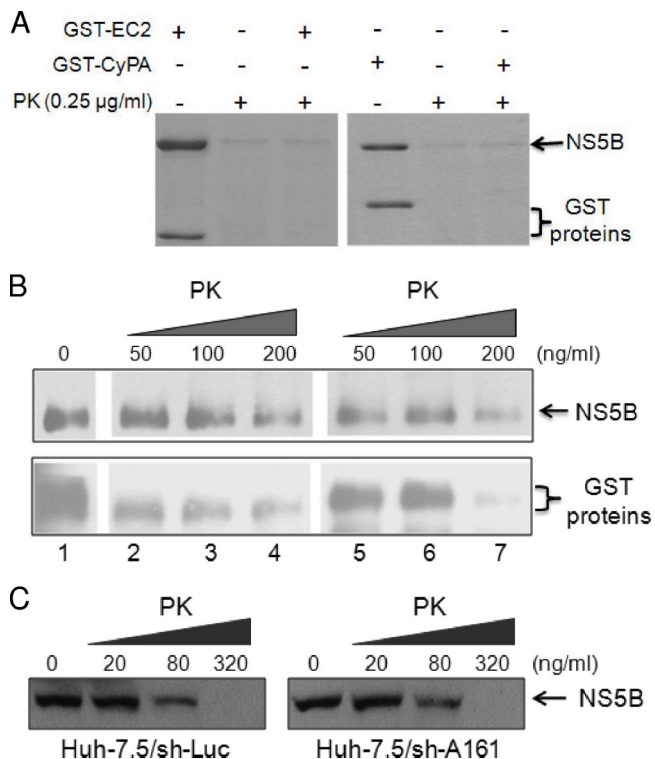 A
GST-EC2 + - + - - -
GST-CyPA - - - + - +
PK (0.25 µg/ml) - + + - + +
NS5B
GST
proteins
B
PK PK
0 50 100 200 50 100 200 (ng/ml)
NS5B
GST
proteins
1 2 3 4 5 6 7
C
PK PK
0 20 80 320 0 20 80 320 (ng/ml)
NS5B
Huh-7.5/sh-Luc Huh-7.5/sh-A161